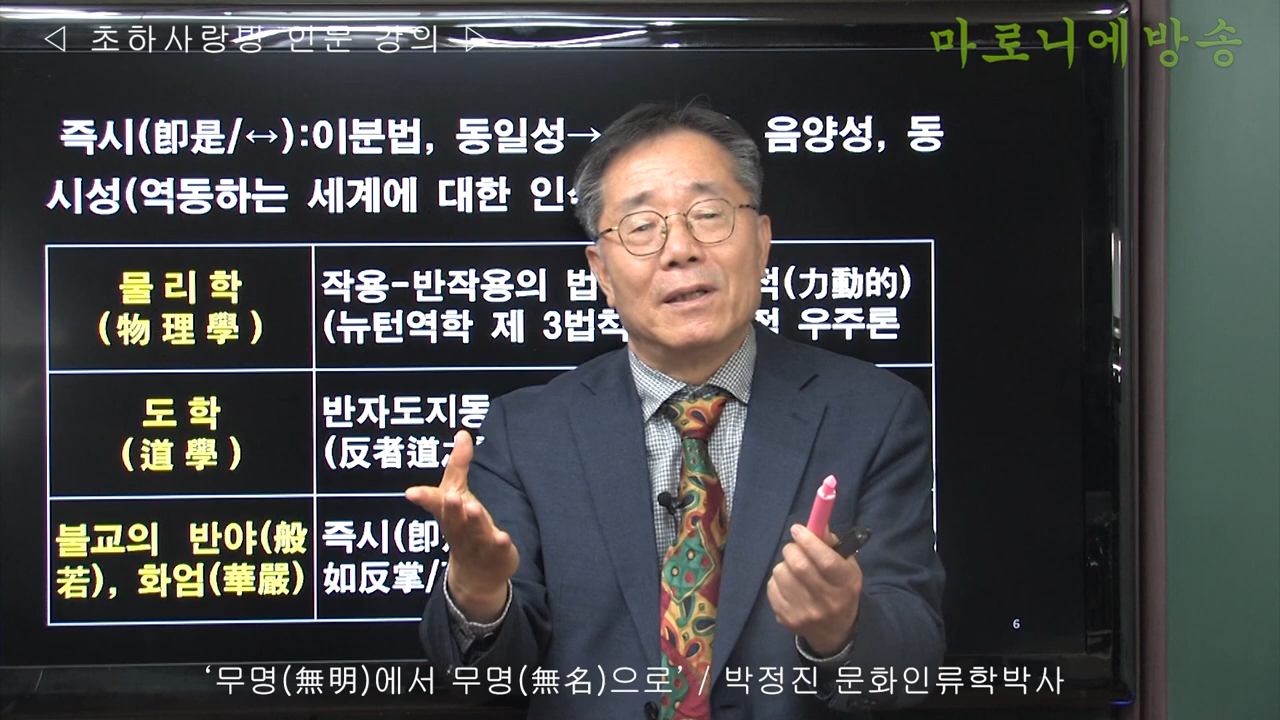 ◁ 초하사랑방 인문 강의 ▷
마로니에방송
즉시(卽是/↔):이분법, 동일성→ 음양성, 동
시성(역동하는 세계에 대한
물리학
(物理學)
작용-반작용의 법 (力動的)
(뉴턴역학 제 3법칙 우주론
도학
(道學)
반자도지동
(反者道
불교의 반야(般
若), 화엄(華嚴)
즉시(卽
如反掌/
6
‘무명(無明)에서 무명(無名)으로’ / 박정진 문화인류학박사